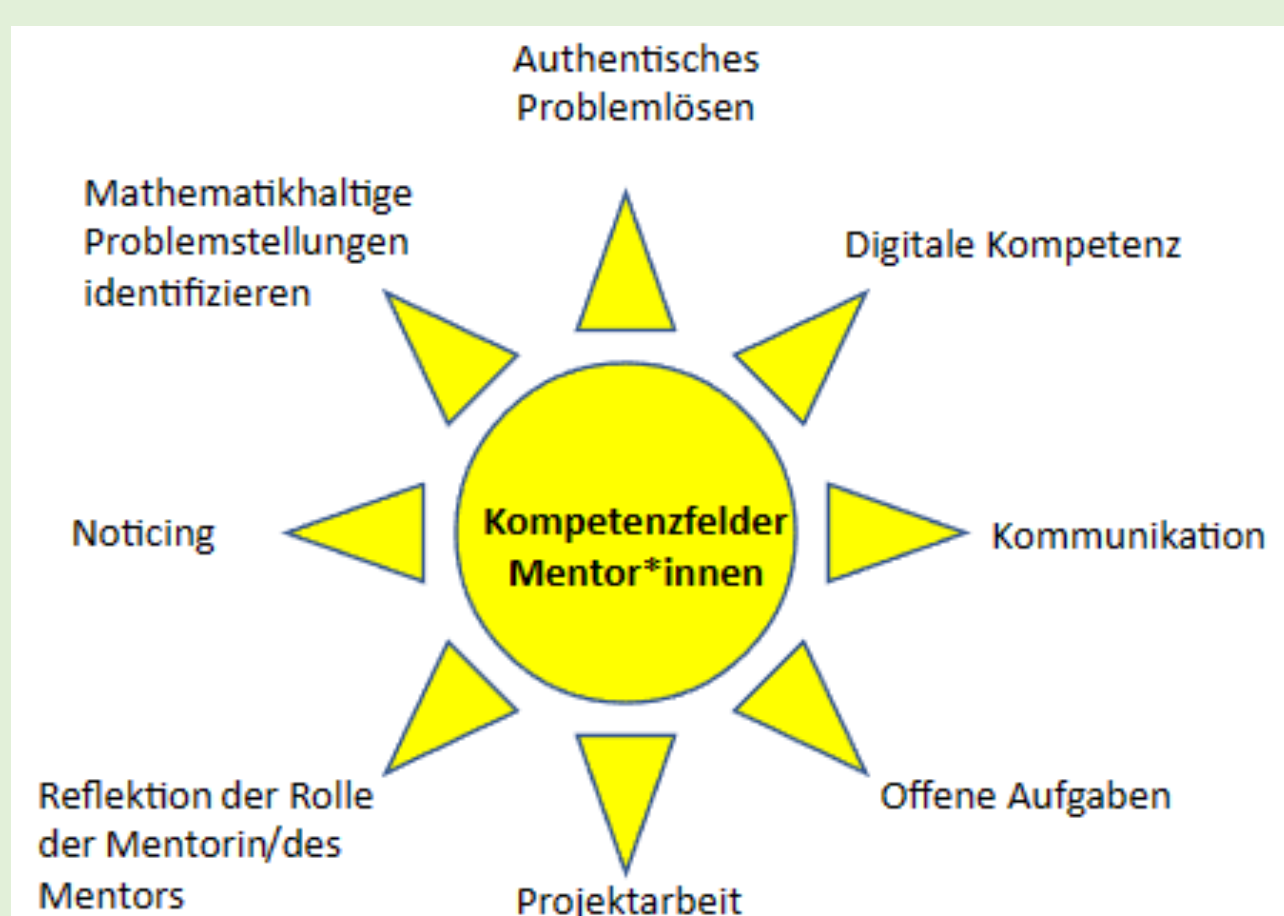 Authentisches
Problemlösen
Mathematikhaltige
Problemstellungen
identifizieren
Digitale Kompetenz
Noticing
Kompetenzfelder
Mentor*innen
Kommunikation
Reflektion der Rolle
der Mentorin/des
Mentors
Offene Aufgaben
Projektarbeit